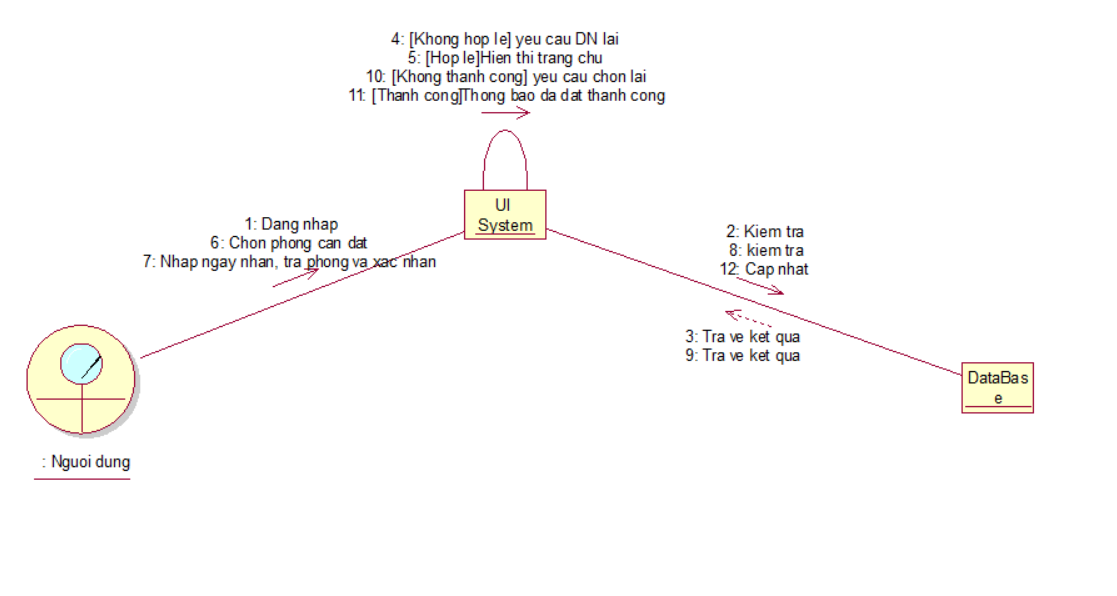 4: [Khong hop le] yeu cau DN lai
5: [Hop le]Hien thi trang chu
10: [Khong thanh cong] yeu cau chon lai
11: [Thanh cong]Thong bao da dat thanh cong
UI
System
1: Dang nhap
6: Chon phong can dat
7: Nhap ngay nhan, tra phong va xac nhan
2: Kiem tra
8: kiem tra
12: Cap nhat
3: Tra ve ket qua
9: Tra ve ket qua
DataBas
e
: Nguoi dung